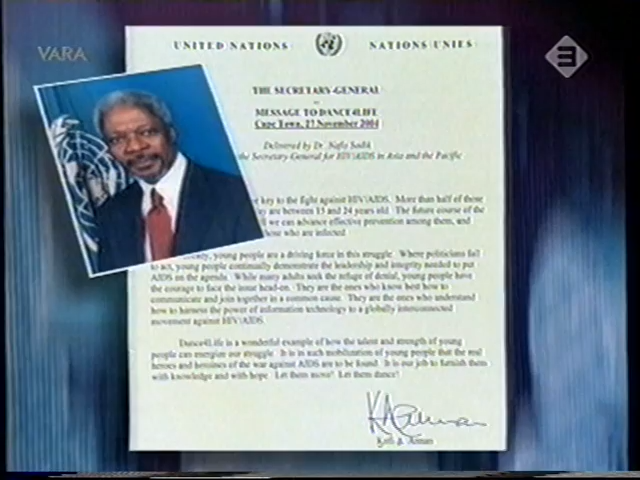 VARA
3
UNITED NATIONS NATIONS UNIES
THE SECRETARY-GENERAL
--
MESSAGE TO DANCE4LIFE
Cape Town, 27 November 2004
Delivered by Dr. Nafis Sadik
the Secretary-General for HIV/AIDS in Asia and the Pacific
key to the fight against HIV/AIDS. More than half of those
are between 15 and 24 years old. The future course of the
we can advance effective prevention among them, and
those who are infected.
young people are a driving force in this struggle. Where politicians fail
to act, young people continually demonstrate the leadership and integrity needed to put
AIDS on the agenda. While many adults seek the refuge of denial, young people have
the courage to face the issue head-on. They are the ones who know best how to
communicate and join together in a common cause. They are the ones who understand
how to harness the power of information technology to a globally interconnected
movement against HIV/AIDS.
Dance4Life is a wonderful example of how the talent and strength of young
people can energize our struggle. It is in such mobilization of young people that the real
heroes and heroines of the war against AIDS are to be found. It is our job to furnish them
with knowledge and with hope. Let them move! Let them dance!
Kofi A. Annan